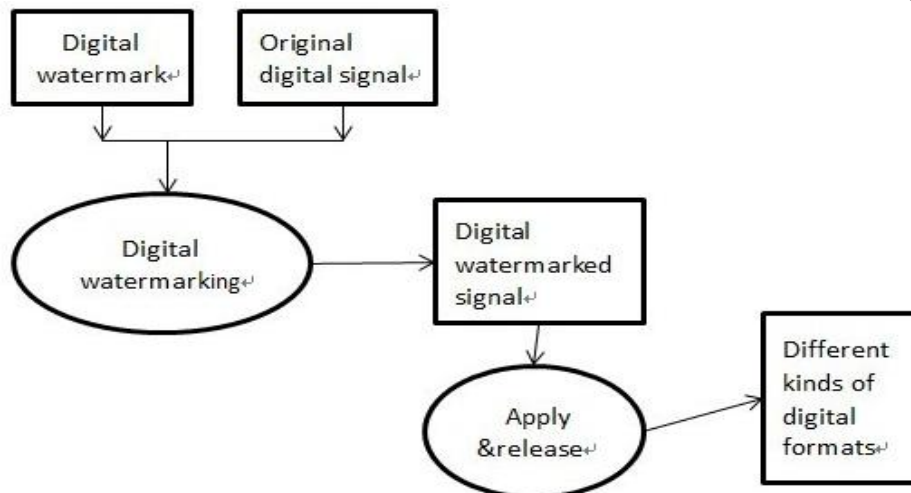 Digital
watermark↵
Original
digital signal↵
Digital
watermarking↵
Digital
watermarked
signal↵
Apply
&release↵
Different
kinds of
digital
formats↵